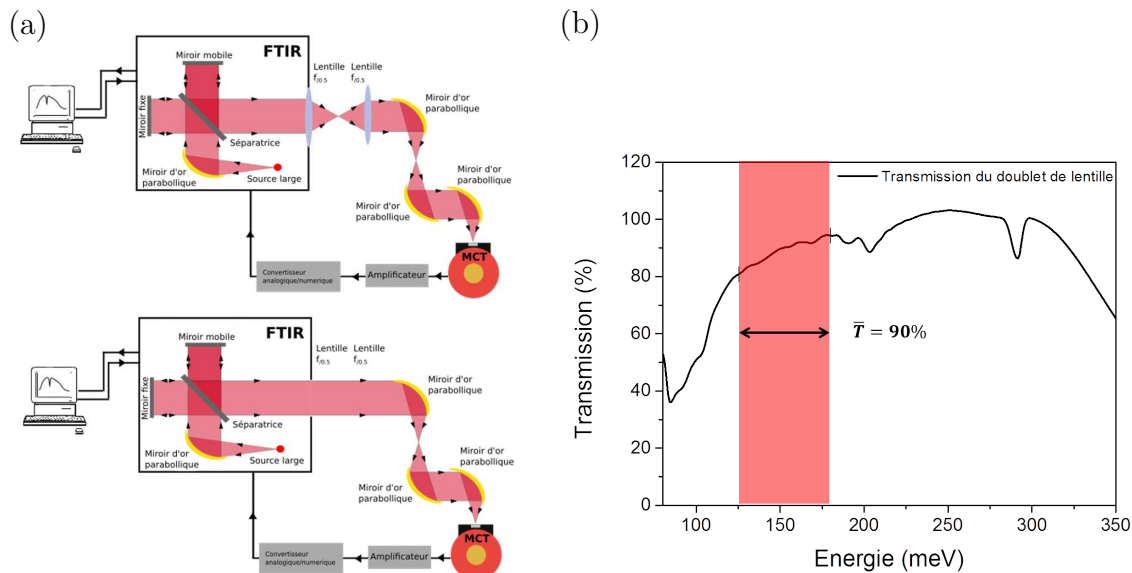 (a)
FTIR
Miroir mobile
Miroir fixe
Séparatrice
Miroir d'or
parabollique
Source large
Lentille
f/0.5
Lentille
f/0.5
Miroir d'or
parabollique
Miroir d'or
parabollique
Miroir d'or
parabollique
MCT
Amplificateur
Convertisseur
analogique/numerique
FTIR
Miroir mobile
Miroir fixe
Séparatrice
Miroir d'or
parabollique
Source large
Lentille
f/0.5
Lentille
f/0.5
Miroir d'or
parabollique
Miroir d'or
parabollique
Miroir d'or
parabollique
MCT
Amplificateur
Convertisseur
analogique/numerique
(b)
Transmission du doublet de lentille
T̅ = 90%
Transmission (%)
120
100
80
60
40
20
0
100 150 200 250 300 350
Energie (meV)